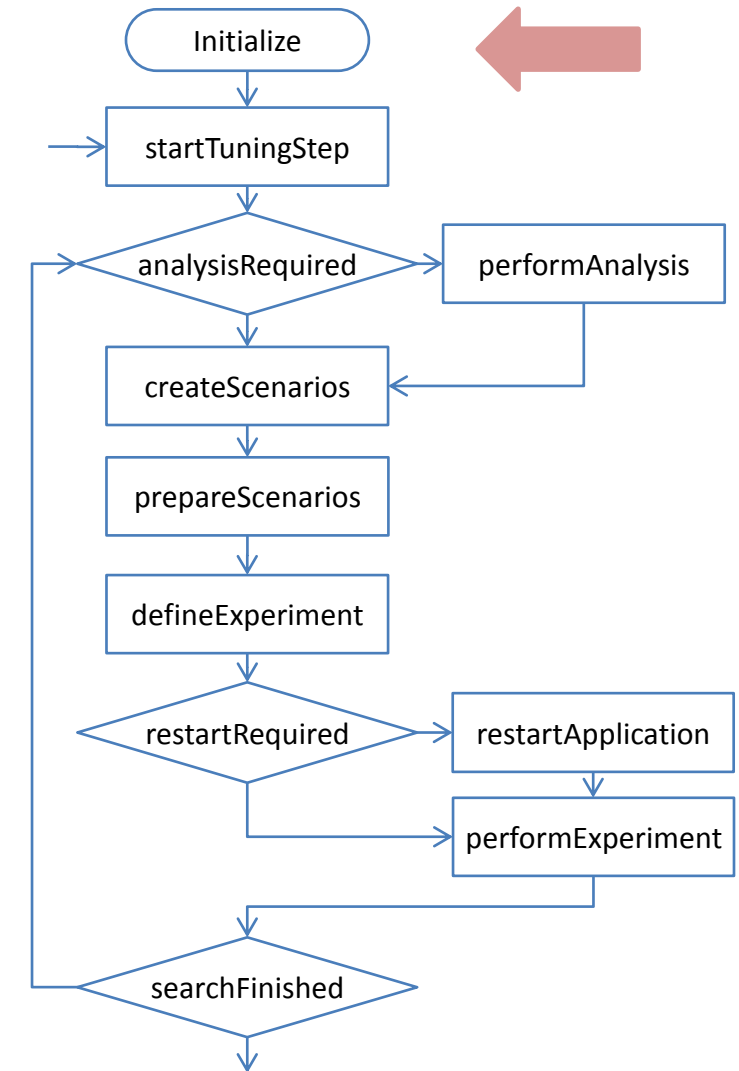 Initialize
startTuningStep
analysisRequired
performAnalysis
createScenarios
prepareScenarios
defineExperiment
restartRequired
restartApplication
performExperiment
searchFinished